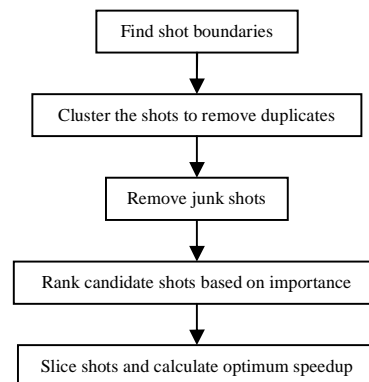 Find shot boundaries
Cluster the shots to remove duplicates
Remove junk shots
Rank candidate shots based on importance
Slice shots and calculate optimum speedup